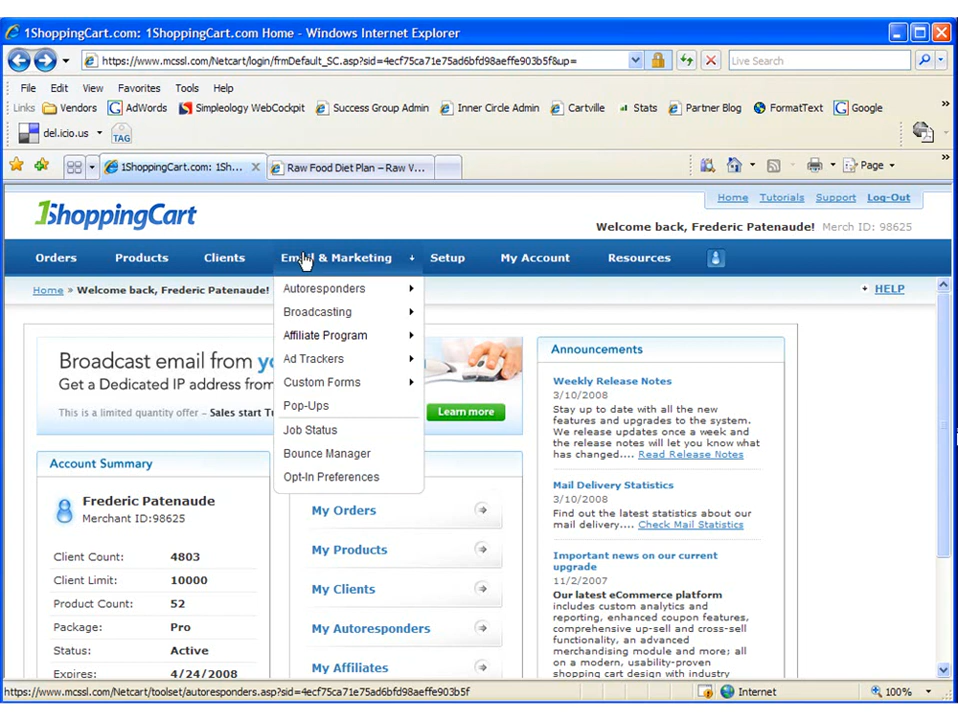 1ShoppingCart.com: 1ShoppingCart.com Home - Windows Internet Explorer
https://www.mcssl.com/Netcart/login/frmDefault_SC.asp?sid=4ecf75ca71e75ad6bfd98aeffe903b5f&up=
Live Search
File Edit View Favorites Tools Help
Links Vendors AdWords Simpleology WebCockpit Success Group Admin Inner Circle Admin Cartville Stats Partner Blog FormatText Google
del.icio.us TAG
1ShoppingCart.com: 1Sh... Raw Food Diet Plan – Raw V... Page
Home Tutorials Support Log-Out
1ShoppingCart
Welcome back, Frederic Patenaude! Merch ID: 98625
Orders Products Clients Email & Marketing Setup My Account Resources
Home » Welcome back, Frederic Patenaude!
HELP
Autoresponders
Broadcasting
Affiliate Program
Ad Trackers
Custom Forms
Pop-Ups
Job Status
Bounce Manager
Opt-In Preferences
Broadcast email from yo
Get a Dedicated IP address from
This is a limited quantity offer - Sales start T
Learn more
Account Summary
Frederic Patenaude
Merchant ID:98625
Client Count: 4803
Client Limit: 10000
Product Count: 52
Package: Pro
Status: Active
Expires: 4/24/2008
My Orders
My Products
My Clients
My Autoresponders
My Affiliates
Announcements
Weekly Release Notes
3/10/2008
Stay up to date with all the new
features and upgrades to the system.
We release updates once a week and
the release notes will let you know what
has changed.... Read Release Notes
Mail Delivery Statistics
3/10/2008
Find out the latest statistics about our
mail delivery.... Check Mail Statistics
Important news on our current
upgrade
11/2/2007
Our latest eCommerce platform
includes custom analytics and
reporting, enhanced coupon features,
comprehensive up-sell and cross-sell
functionality, an advanced
merchandising module and more; all
on a modern, usability-proven
shopping cart design with industry
https://www.mcssl.com/Netcart/toolset/autoresponders.asp?sid=4ecf75ca71e75ad6bfd98aeffe903b5f
Internet
100%